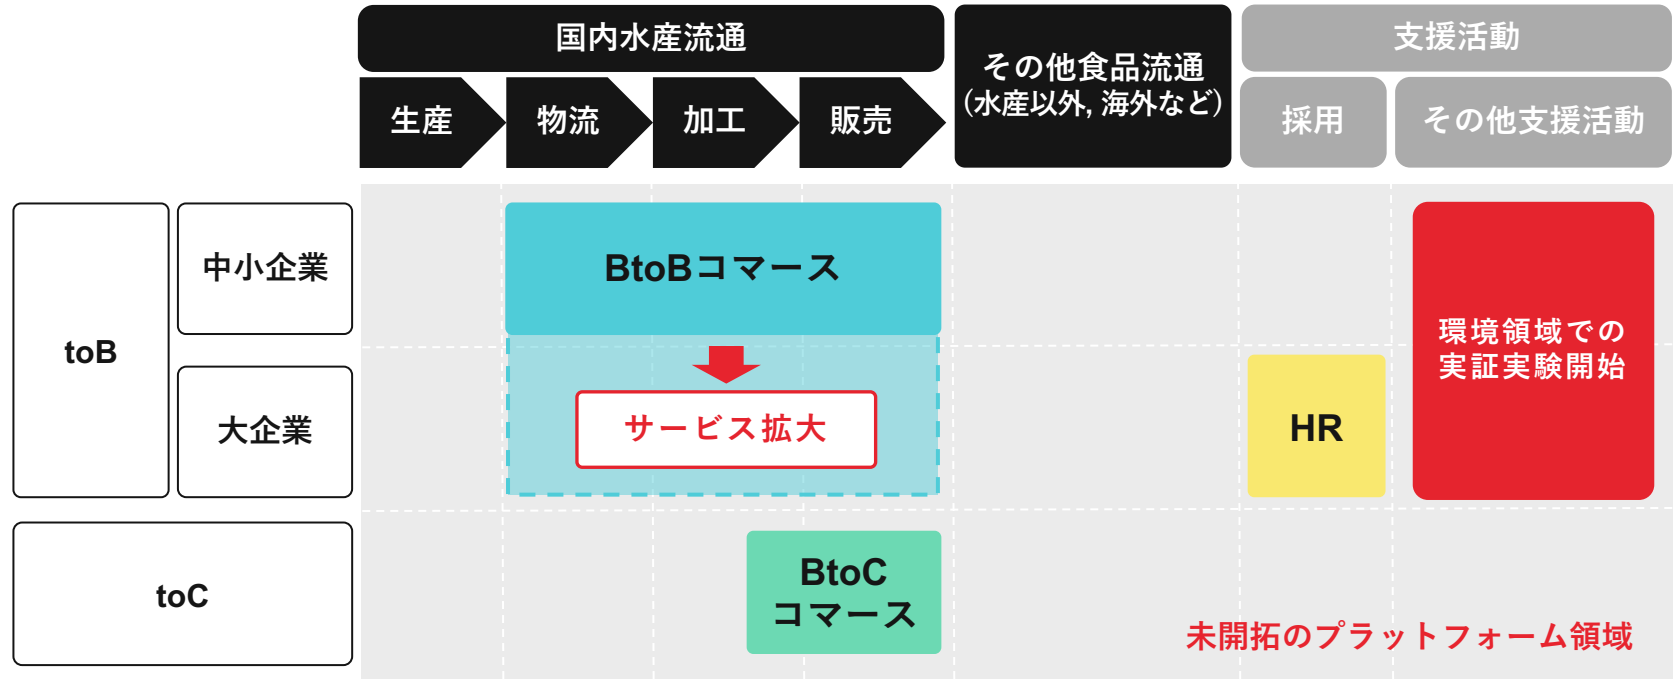 国内水産流通
その他食品流通
(水産以外, 海外など)
支援活動
生産
物流
加工
販売
採用
その他支援活動
toB
中小企業
大企業
toC
BtoBコマース
サービス拡大
HR
環境領域での
実証実験開始
BtoC
コマース
未開拓のプラットフォーム領域